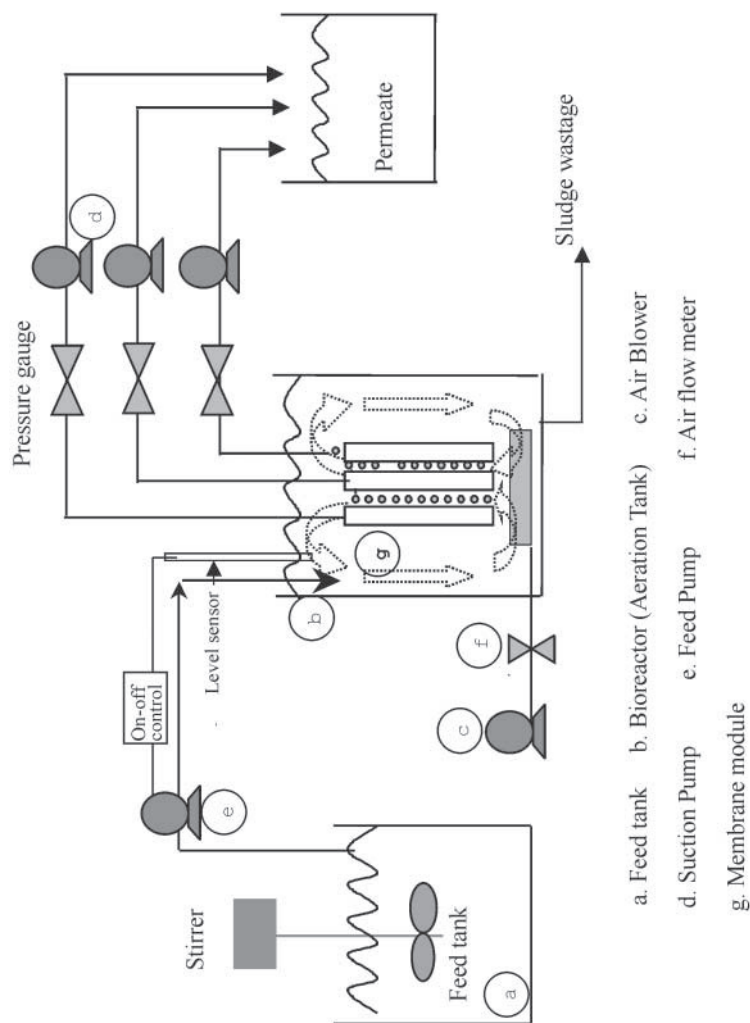 Pressure gauge
d
Permeate
On-off
control
Level sensor
e
b
g
Stirrer
Feed tank
a
c
f
Sludge wastage
a. Feed tank b. Bioreactor (Aeration Tank) c. Air Blower
d. Suction Pump e. Feed Pump f. Air flow meter
g. Membrane module